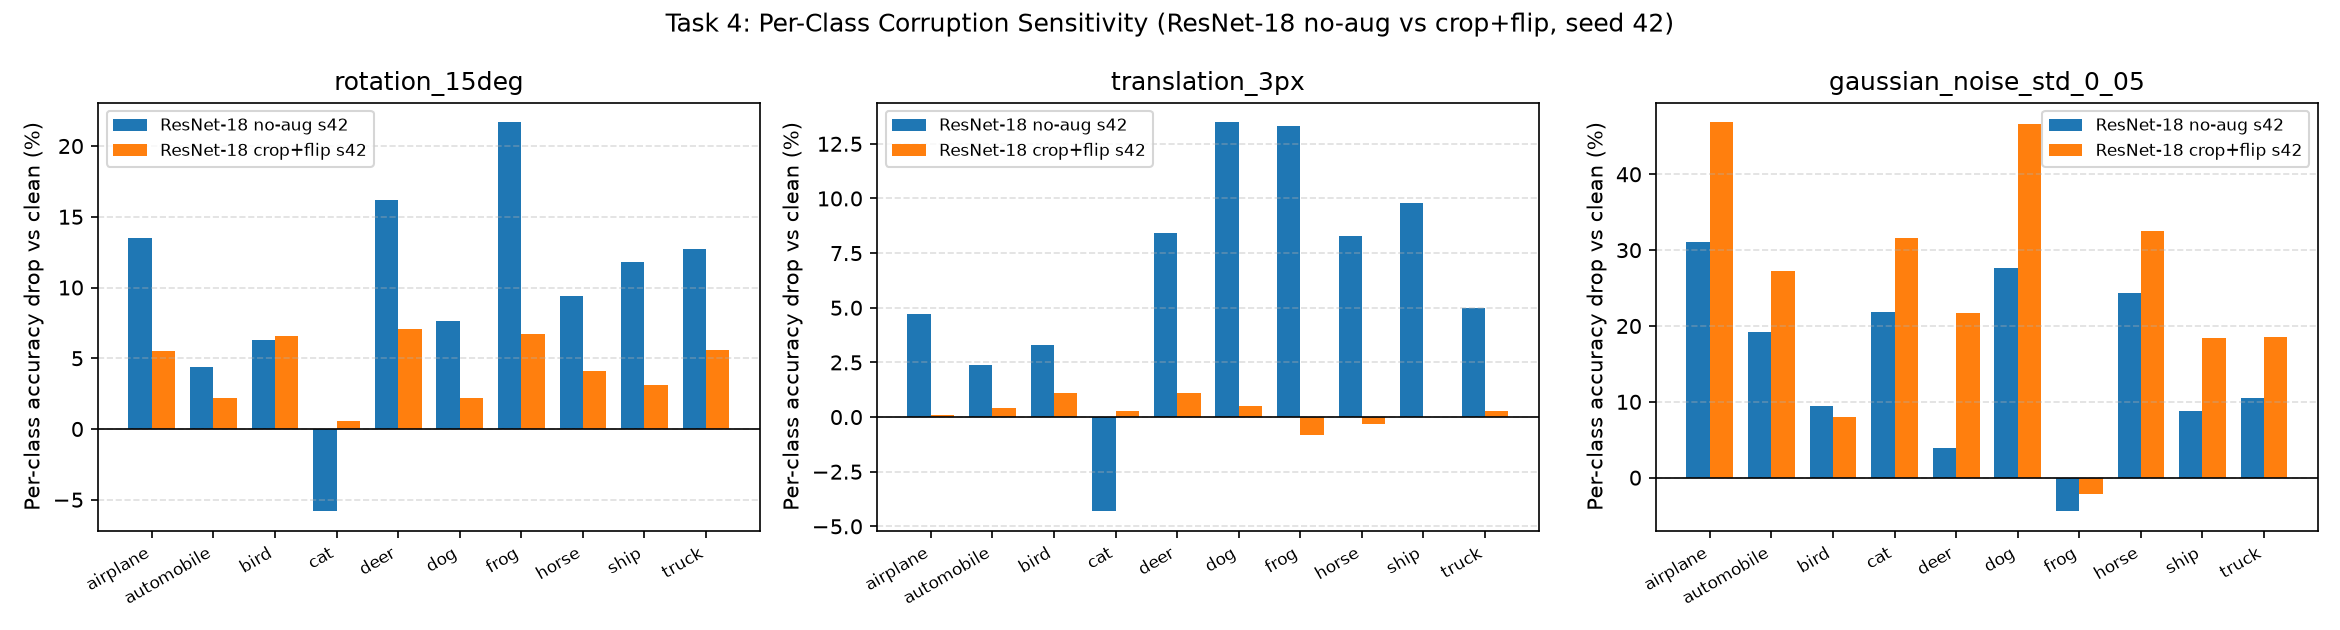 Task 4: Per-Class Corruption Sensitivity (ResNet-18 no-aug vs crop+flip, seed 42)
rotation_15deg
Per-class accuracy drop vs clean (%)
20
15
10
5
0
−5
ResNet-18 no-aug s42
ResNet-18 crop+flip s42
airplane
automobile
bird
cat
deer
dog
frog
horse
ship
truck
translation_3px
Per-class accuracy drop vs clean (%)
12.5
10.0
7.5
5.0
2.5
0.0
−2.5
−5.0
ResNet-18 no-aug s42
ResNet-18 crop+flip s42
airplane
automobile
bird
cat
deer
dog
frog
horse
ship
truck
gaussian_noise_std_0_05
Per-class accuracy drop vs clean (%)
40
30
20
10
0
ResNet-18 no-aug s42
ResNet-18 crop+flip s42
airplane
automobile
bird
cat
deer
dog
frog
horse
ship
truck